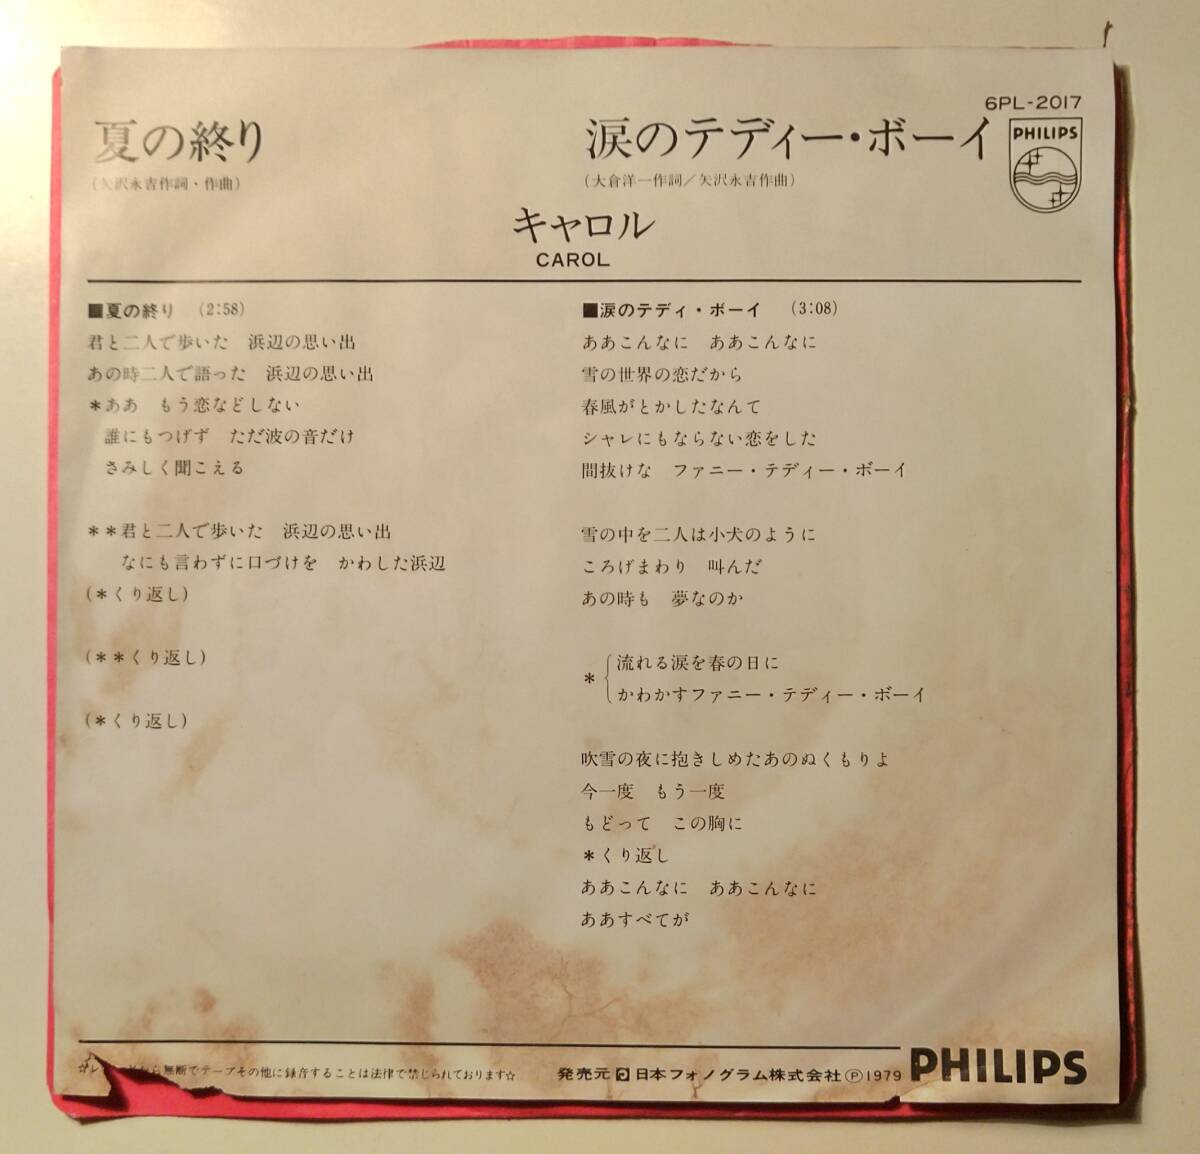 6PL-2017
夏の終り
(矢沢永吉作詞・作曲)
涙のテディー・ボーイ
(大倉洋一作詞/矢沢永吉作曲)
PHILIPS
キャロル
CAROL
■夏の終り (2:58)
君と二人で歩いた 浜辺の思い出
あの時二人で語った 浜辺の思い出
*ああ もう恋などしない
誰にもつげず ただ波の音だけ
さみしく聞こえる
**君と二人で歩いた 浜辺の思い出
なにも言わずに口づけを かわした浜辺
(*くり返し)
(**くり返し)
(*くり返し)
■涙のテディ・ボーイ (3:08)
ああこんなに ああこんなに
雪の世界の恋だから
春風がとかしたなんて
シャレにもならない恋をした
間抜けな ファニー・テディー・ボーイ
雪の中を二人は小犬のように
ころげまわり 叫んだ
あの時も 夢なのか
*{流れる涙を春の日に
かわかすファニー・テディー・ボーイ
吹雪の夜に抱きしめたあのぬくもりよ
今一度 もう一度
もどって この胸に
*くり返し
ああこんなに ああこんなに
ああすべてが
無断でテープその他に録音することは法律で禁じられております☆
発売元 日本フォノグラム株式会社Ⓟ1979
PHILIPS